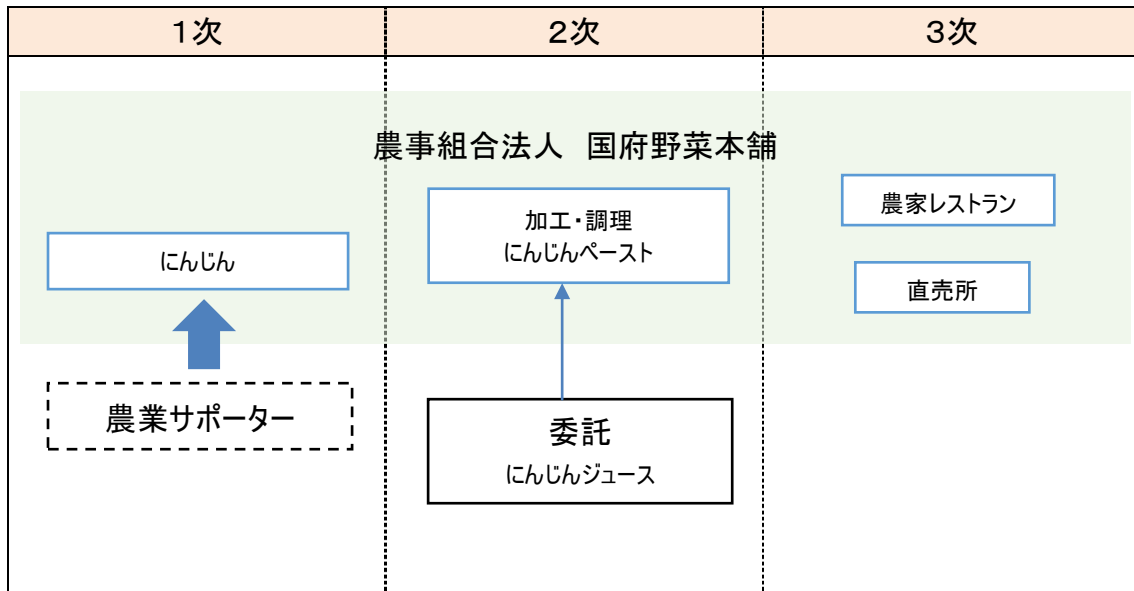 １次
２次
３次
農事組合法人　国府野菜本舗
にんじん
加工・調理
にんじんペースト
農家レストラン
直売所
農業サポーター
委託
にんじんジュース